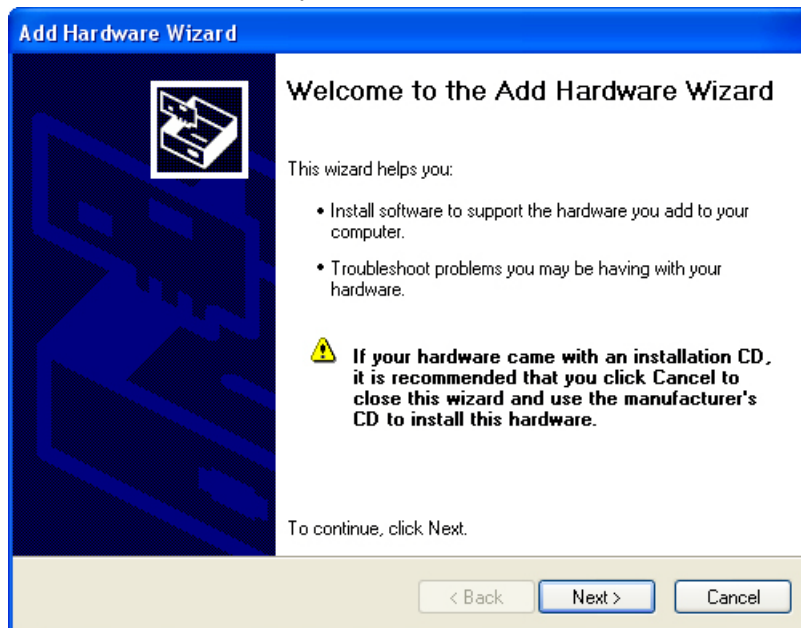 Add Hardware Wizard
Welcome to the Add Hardware Wizard
This wizard helps you:
• Install software to support the hardware you add to your
computer.
• Troubleshoot problems you may be having with your
hardware.
If your hardware came with an installation CD,
it is recommended that you click Cancel to
close this wizard and use the manufacturer's
CD to install this hardware.
To continue, click Next.
< Back Next > Cancel